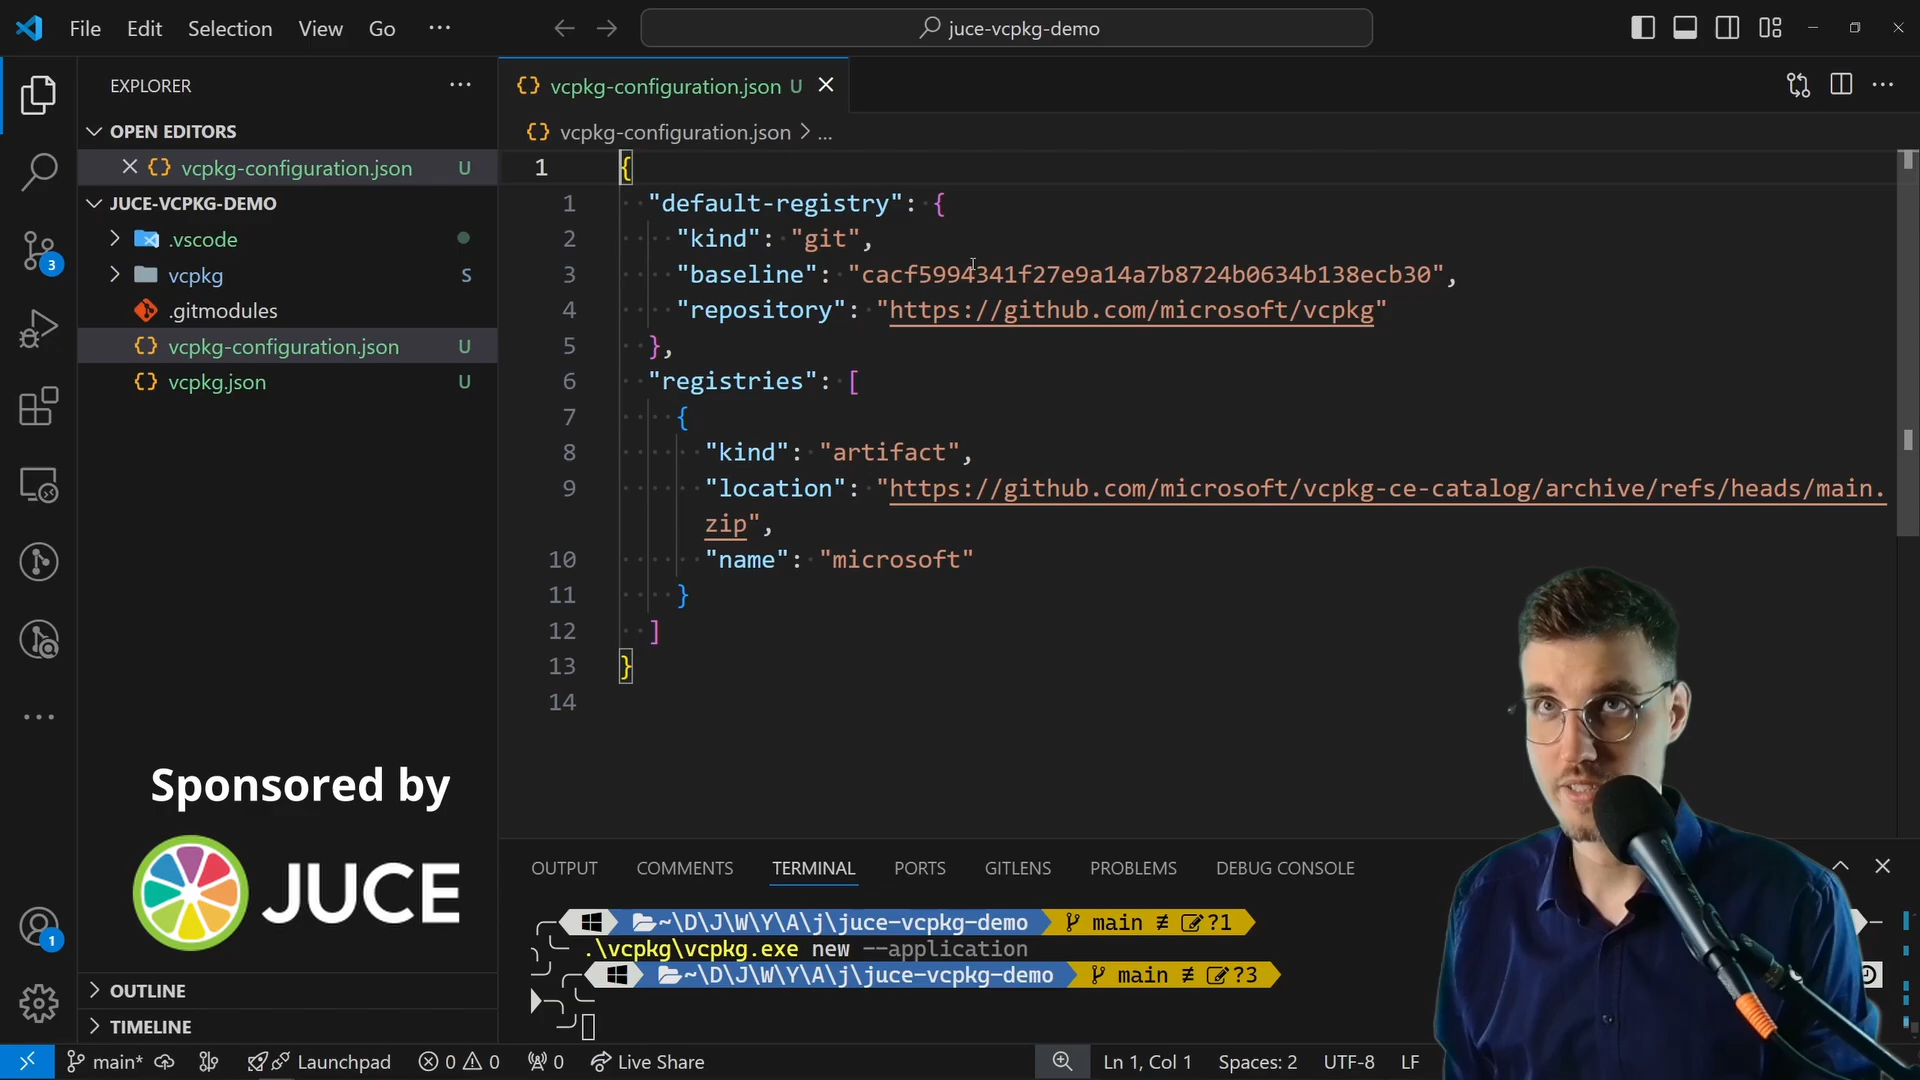 File Edit Selection View Go ··· juce-vcpkg-demo
EXPLORER ···
OPEN EDITORS
vcpkg-configuration.json U
JUCE-VCPKG-DEMO
.vscode
vcpkg S
.gitmodules
vcpkg-configuration.json U
vcpkg.json U
3
Sponsored by
JUCE
1
OUTLINE
TIMELINE
vcpkg-configuration.json U
vcpkg-configuration.json > ...
1 {
1 "default-registry": {
2 "kind": "git",
3 "baseline": "cacf5994341f27e9a14a7b8724b0634b138ecb30",
4 "repository": "https://github.com/microsoft/vcpkg"
5 },
6 "registries": [
7 {
8 "kind": "artifact",
9 "location": "https://github.com/microsoft/vcpkg-ce-catalog/archive/refs/heads/main.
zip",
10 "name": "microsoft"
11 }
12 ]
13 }
14
OUTPUT COMMENTS TERMINAL PORTS GITLENS PROBLEMS DEBUG CONSOLE
~\D\J\W\Y\A\j\juce-vcpkg-demo main ≢ ?1
.\vcpkg\vcpkg.exe new --application
~\D\J\W\Y\A\j\juce-vcpkg-demo main ≢ ?3
main* Launchpad 0 0 0 Live Share Ln 1, Col 1 Spaces: 2 UTF-8 LF